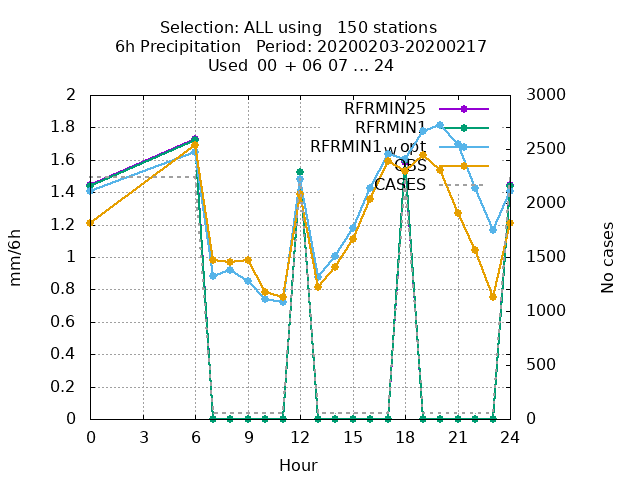 Selection: ALL using   150 stations
6h Precipitation   Period: 20200203-20200217
Used  00  + 06 07 ... 24
2
1.8
1.6
1.4
1.2
1
0.8
0.6
0.4
0.2
0
mm/6h
RFRMIN25
RFRMIN1
RFRMIN1wopt
OBS
CASES
3000
2500
2000
1500
1000
500
0
No cases
0 3 6 9 12 15 18 21 24
Hour